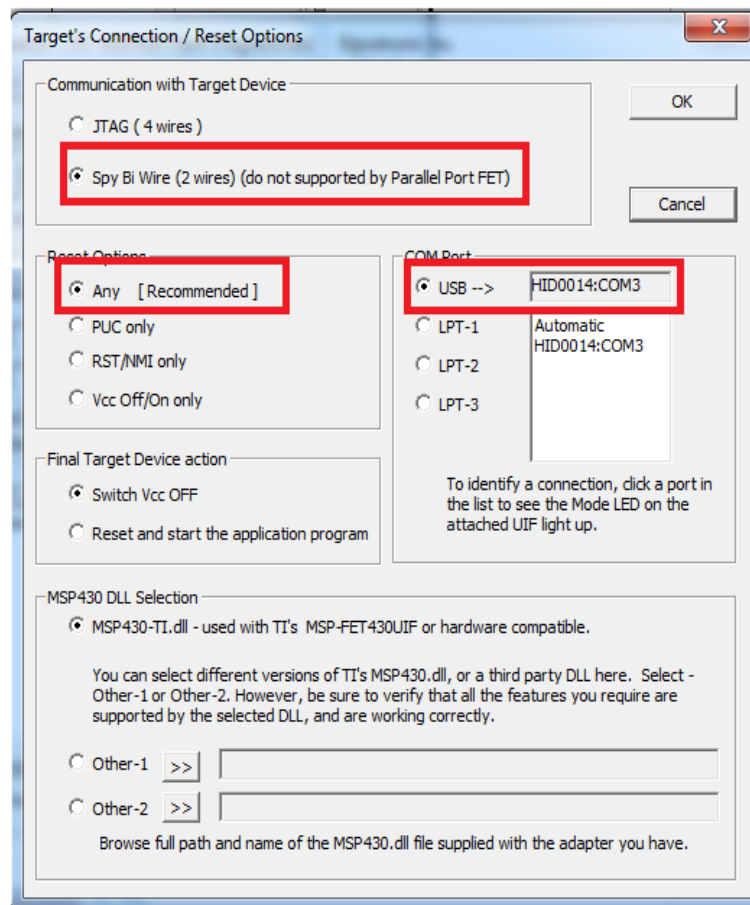 Target's Connection / Reset Options
Communication with Target Device
JTAG ( 4 wires )
Spy Bi Wire (2 wires) (do not supported by Parallel Port FET)
OK
Cancel
Reset Options
Any [ Recommended ]
PUC only
RST/NMI only
Vcc Off/On only
COM Port
USB --> HID0014:COM3
LPT-1
LPT-2
LPT-3
Automatic
HID0014:COM3
To identify a connection, click a port in
the list to see the Mode LED on the
attached UIF light up.
Final Target Device action
Switch Vcc OFF
Reset and start the application program
MSP430 DLL Selection
MSP430-TI.dll - used with TI's MSP-FET430UIF or hardware compatible.
You can select different versions of TI's MSP430.dll, or a third party DLL here. Select -
Other-1 or Other-2. However, be sure to verify that all the features you require are
supported by the selected DLL, and are working correctly.
Other-1 >>
Other-2 >>
Browse full path and name of the MSP430.dll file supplied with the adapter you have.